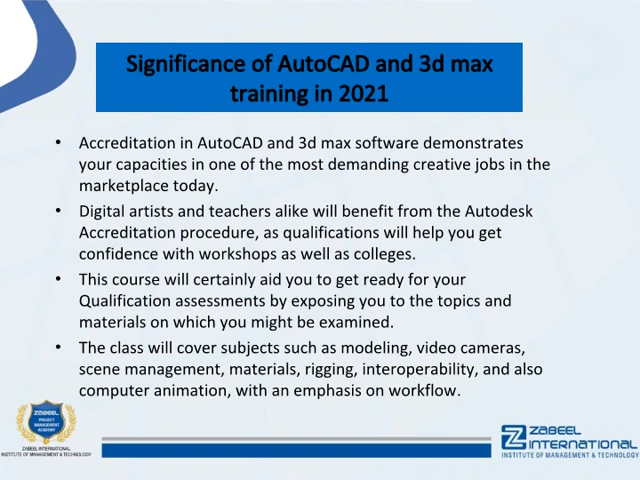 Significance of AutoCAD and 3d max
training in 2021
• Accreditation in AutoCAD and 3d max software demonstrates
your capacities in one of the most demanding creative jobs in the
marketplace today.
• Digital artists and teachers alike will benefit from the Autodesk
Accreditation procedure, as qualifications will help you get
confidence with workshops as well as colleges.
• This course will certainly aid you to get ready for your
Qualification assessments by exposing you to the topics and
materials on which you might be examined.
• The class will cover subjects such as modeling, video cameras,
scene management, materials, rigging, interoperability, and also
computer animation, with an emphasis on workflow.
ZABEEL
PROJECT
MANAGEMENT
ACADEMY
ZABEEL INTERNATIONAL
INSTITUTE OF MANAGEMENT & TECHNOLOGY
ZABEEL
INTERNATIONAL
INSTITUTE OF MANAGEMENT & TECHNOLOGY